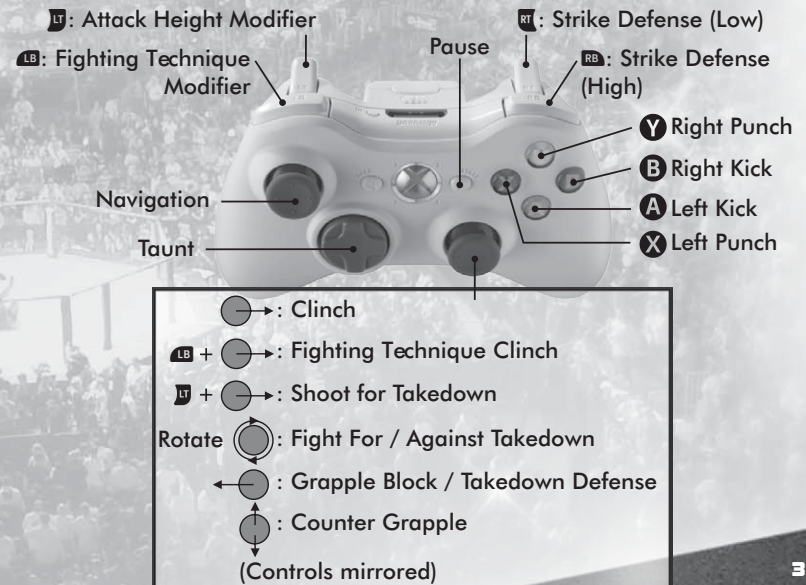 LT: Attack Height Modifier
RT: Strike Defense (Low)
LB: Fighting Technique
Modifier
Pause
RB: Strike Defense
(High)
Y Right Punch
B Right Kick
A Left Kick
X Left Punch
Navigation
Taunt
: Clinch
LB + : Fighting Technique Clinch
LT + : Shoot for Takedown
Rotate : Fight For / Against Takedown
: Grapple Block / Takedown Defense
: Counter Grapple
(Controls mirrored)
3